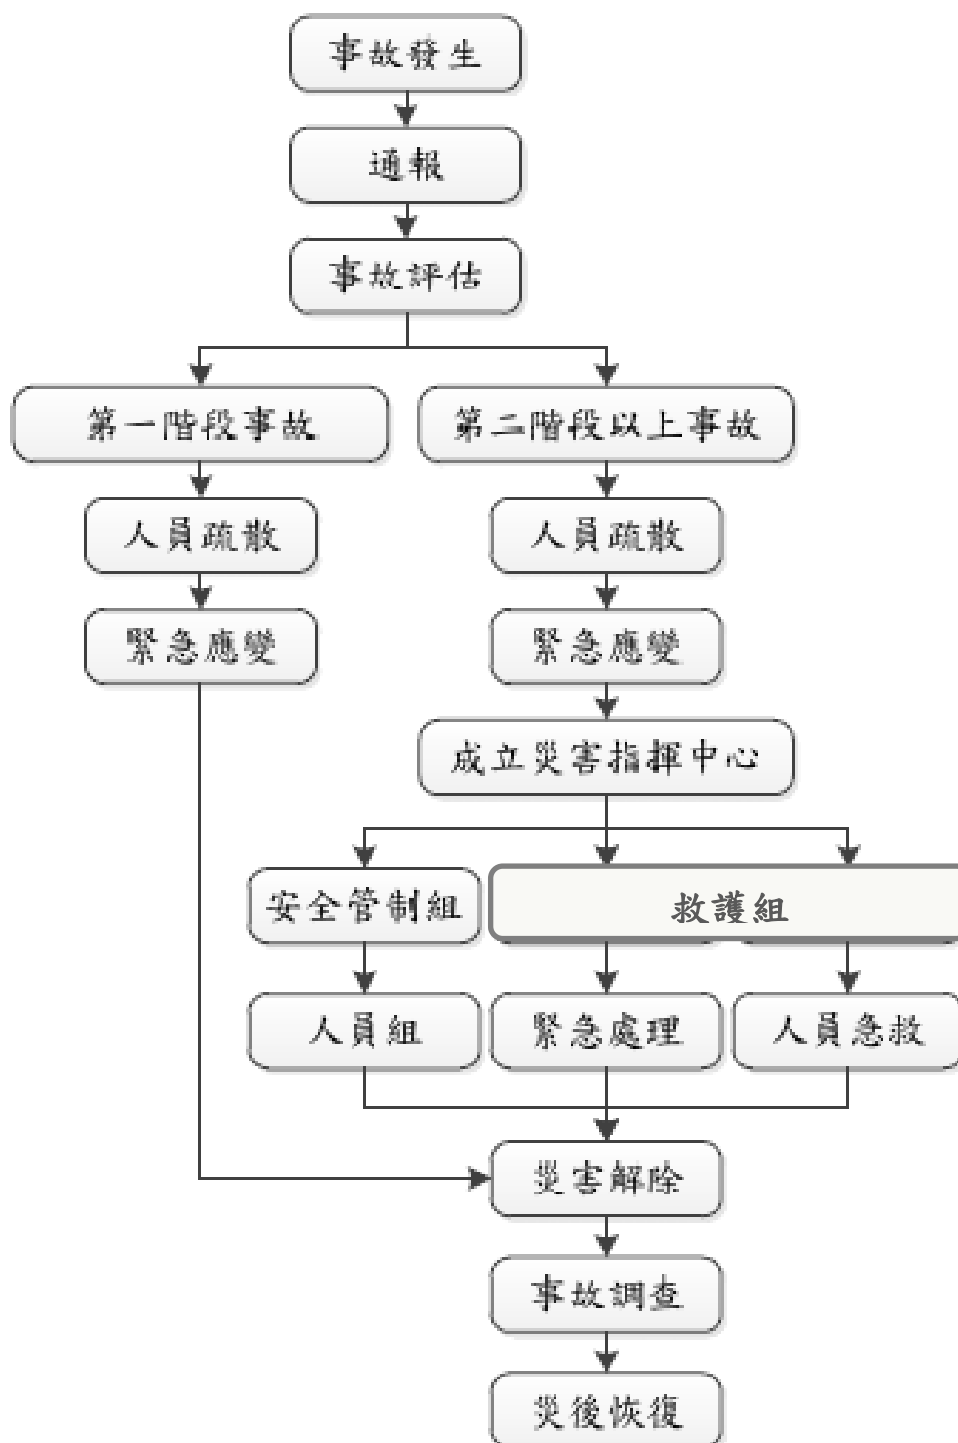 事故發生
通報
事故評估
第一階段事故
第二階段以上事故
人員疏散
人員疏散
緊急應變
緊急應變
成立災害指揮中心
安全管制組
救護組
人員組
緊急處理
人員急救
災害解除
事故調查
災後恢復